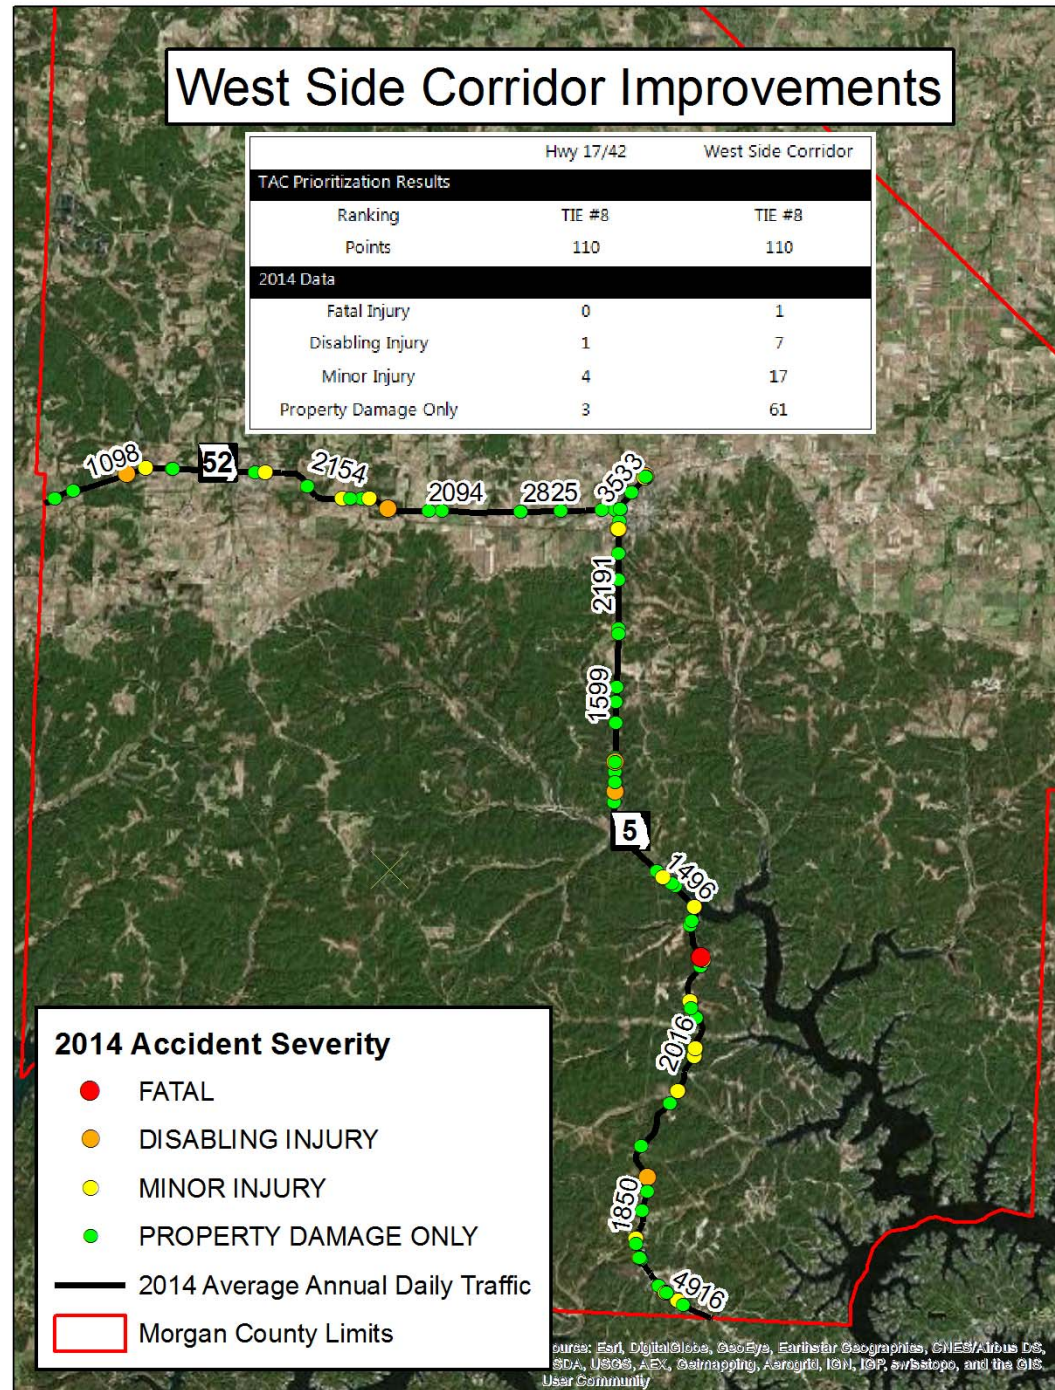 West Side Corridor Improvements
Hwy 17/42 West Side Corridor
TAC Prioritization Results
Ranking TIE #8 TIE #8
Points 110 110
2014 Data
Fatal Injury 0 1
Disabling Injury 1 7
Minor Injury 4 17
Property Damage Only 3 61
1098
52
2154
2094
2825
3533
2191
1599
5
1496
2016
1850
4916
2014 Accident Severity
FATAL
DISABLING INJURY
MINOR INJURY
PROPERTY DAMAGE ONLY
2014 Average Annual Daily Traffic
Morgan County Limits
ource: Esri, DigitalGlobe, GeoEye, Earthstar Geographics, CNES/Airbus DS,
SDA, USGS, AEX, Getmapping, Aerogrid, IGN, IGP, swisstopo, and the GIS
User Community